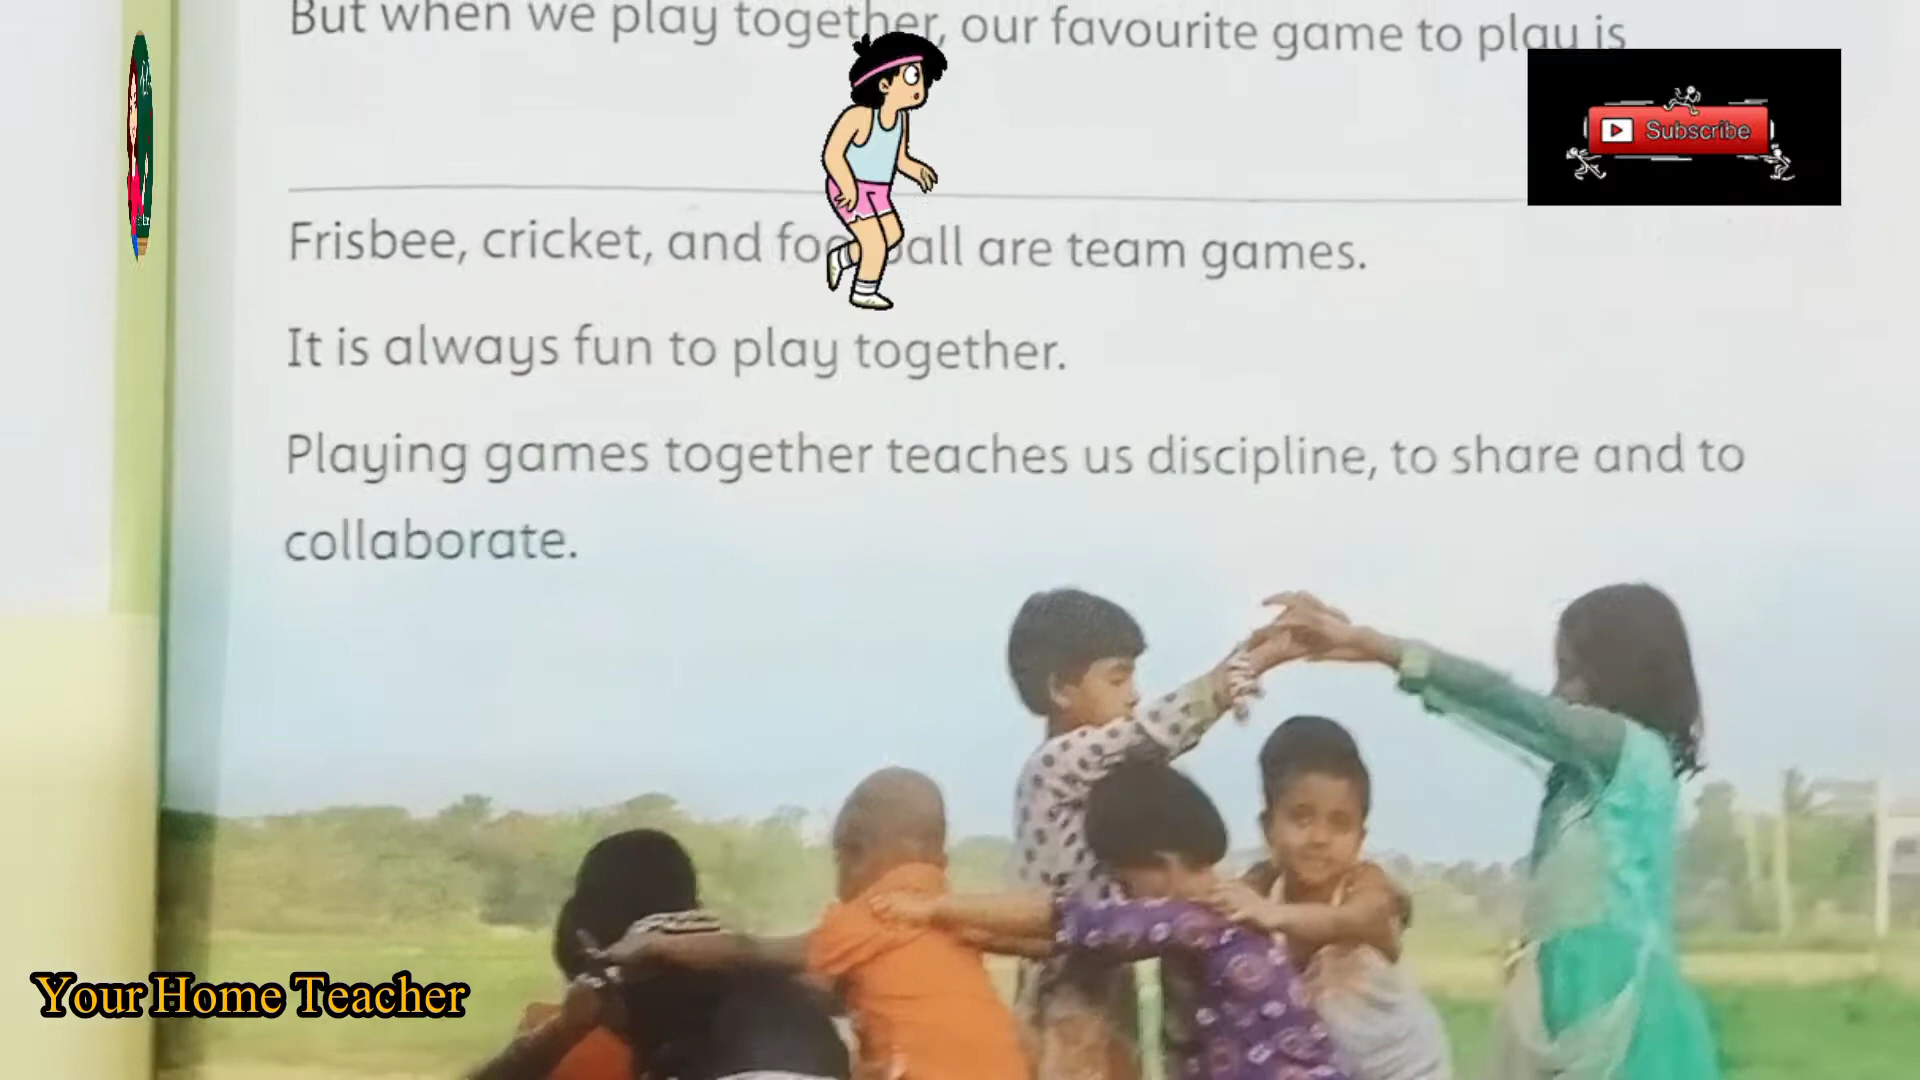 But when we play together, our favourite game to play is
Subscribe
Frisbee, cricket, and football are team games.
It is always fun to play together.
Playing games together teaches us discipline, to share and to
collaborate.
Your Home Teacher